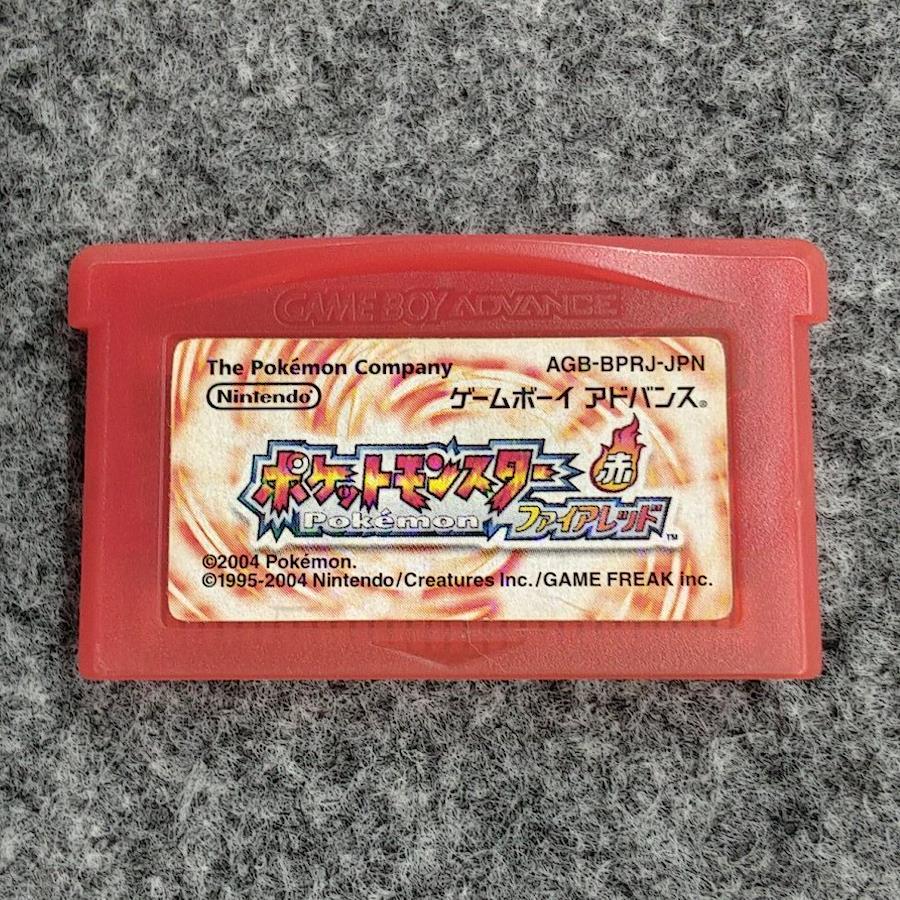 GAME BOY ADVANCE
The Pokémon Company AGB-BPRJ-JPN
Nintendo® ゲームボーイ アドバンス®
ポケットモンスター 赤
Pokémon ファイアレッド™
©2004 Pokémon.
©1995-2004 Nintendo/Creatures Inc./GAME FREAK inc.